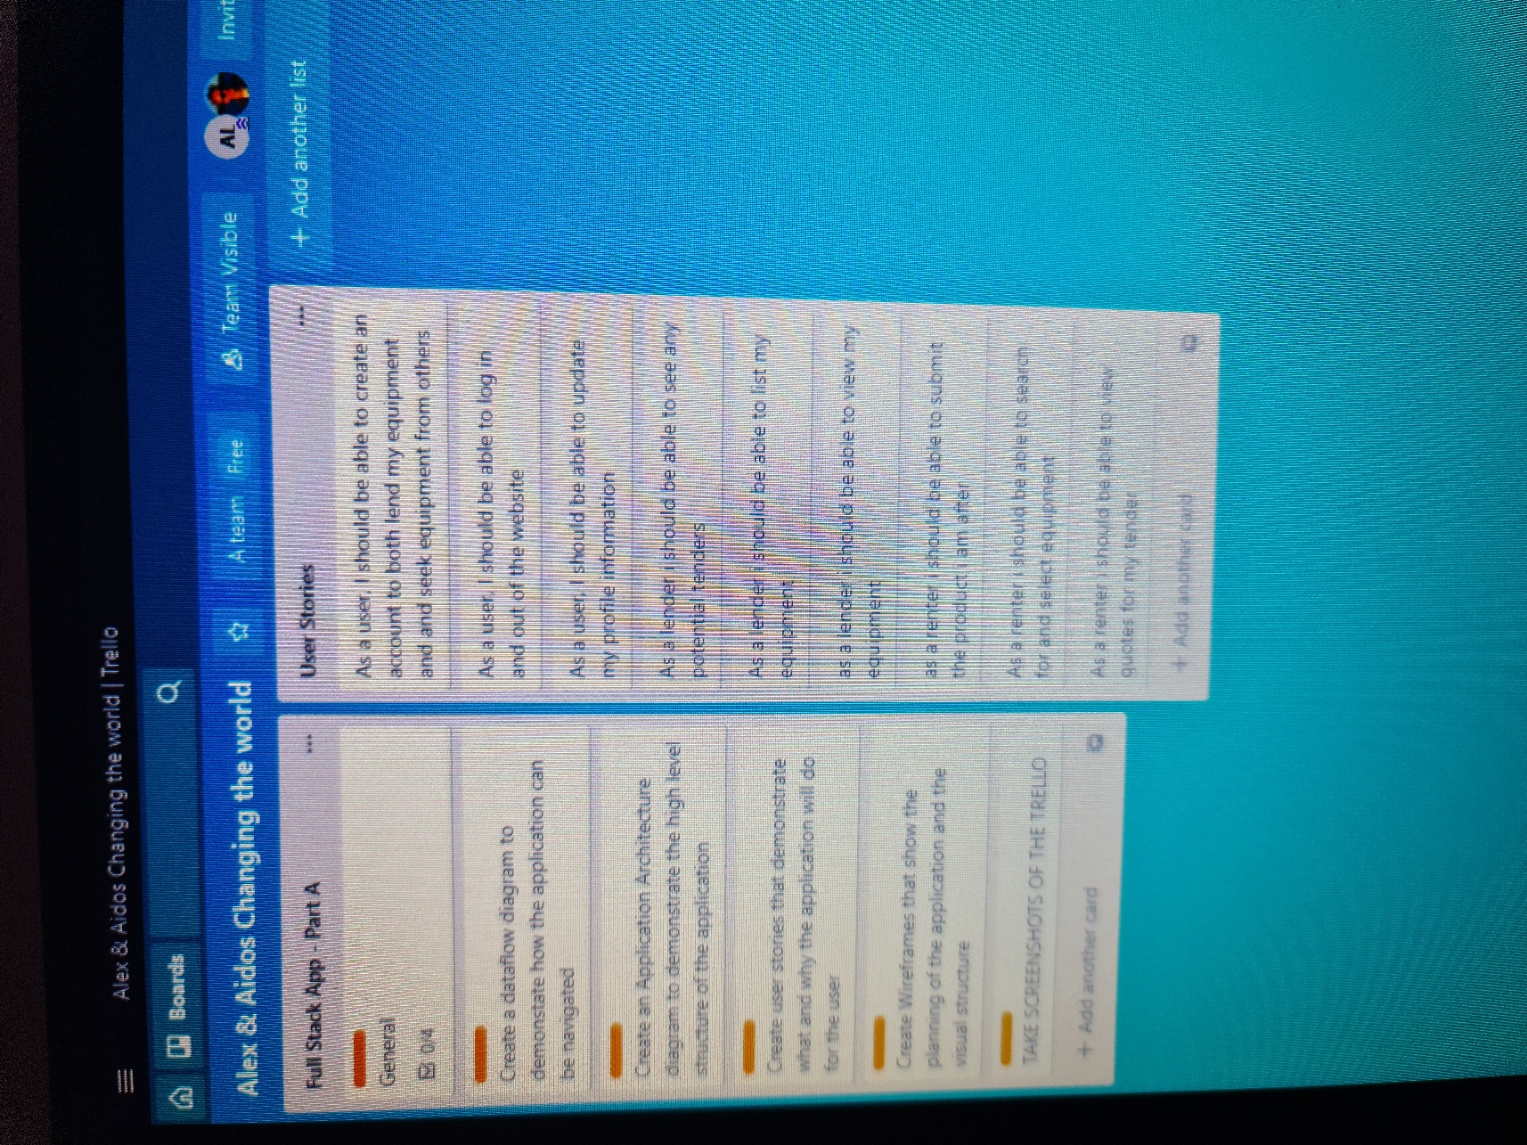 Alex & Aidos Changing the world | Trello
Boards
Alex & Aidos Changing the world
A team
Free
Team Visible
AL
Invit
Full Stack App - Part A
General
0/4
Create a dataflow diagram to
demonstate how the application can
be navigated
Create an Application Architecture
diagram to demonstrate the high level
structure of the application
Create user stories that demonstrate
what and why the application will do
for the user
Create Wireframes that show the
planning of the application and the
visual structure
TAKE SCREENSHOTS OF THE TRELLO
+ Add another card
User Stories
As a user, I should be able to create an
account to both lend my equipment
and and seek equipment from others
As a user, I should be able to log in
and out of the website
As a user, I should be able to update
my profile information
As a lender i should be able to see any
potential tenders
As a lender i should be able to list my
equipment
as a lender i should be able to view my
equipment
as a renter i should be able to submit
the product i am after
As a renter i should be able to search
for and select equipment
As a renter i should be able to view
quotes for my tender
+ Add another card
+ Add another list